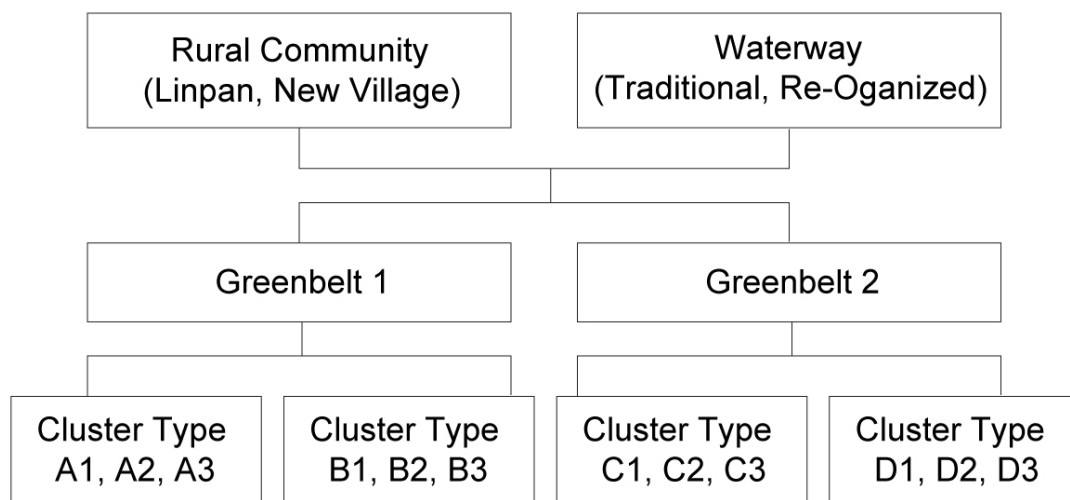 Rural Community
(Linpan, New Village)
Waterway
(Traditional, Re-Oganized)
Greenbelt 1
Greenbelt 2
Cluster Type
A1, A2, A3
Cluster Type
B1, B2, B3
Cluster Type
C1, C2, C3
Cluster Type
D1, D2, D3